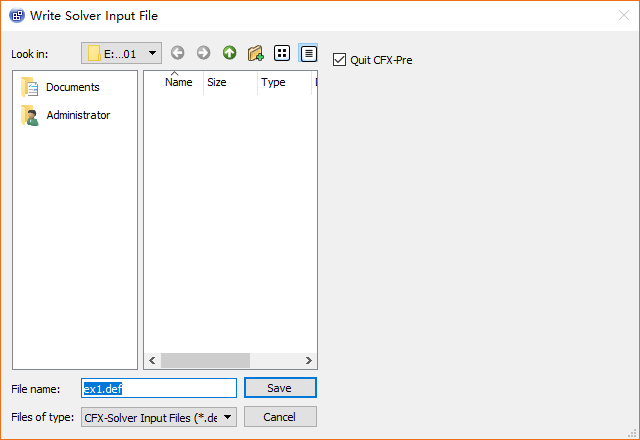 Write Solver Input File
Look in: E:...01
Quit CFX-Pre
Documents
Administrator
Name Size Type
File name: ex1.def Save
Files of type: CFX-Solver Input Files (*.de Cancel